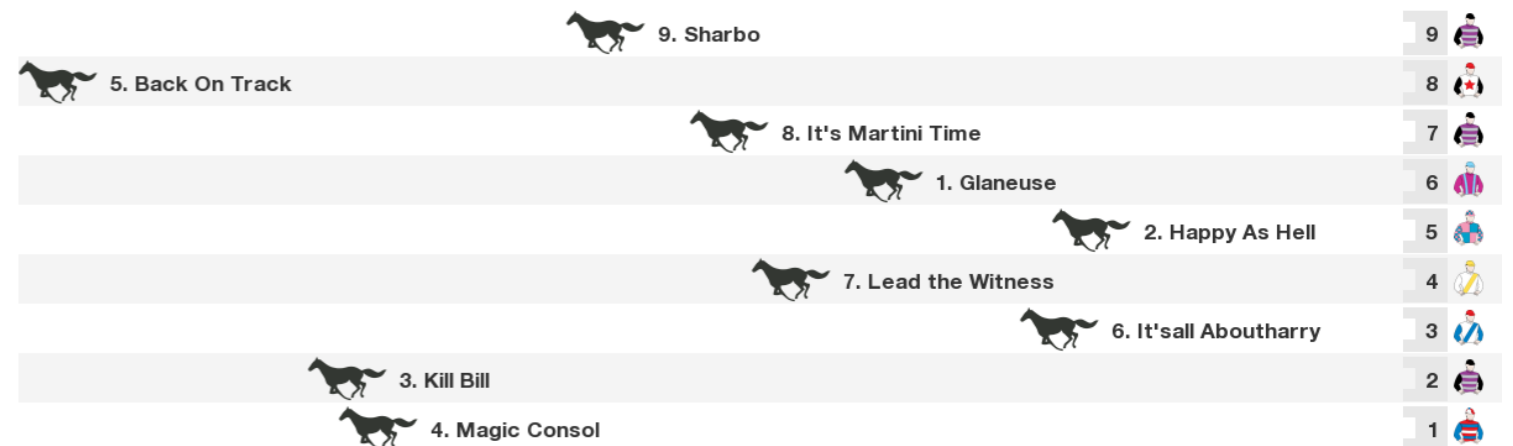 9. Sharbo 9
5. Back On Track 8
8. It's Martini Time 7
1. Glaneuse 6
2. Happy As Hell 5
7. Lead the Witness 4
6. It'sall Aboutharry 3
3. Kill Bill 2
4. Magic Consol 1